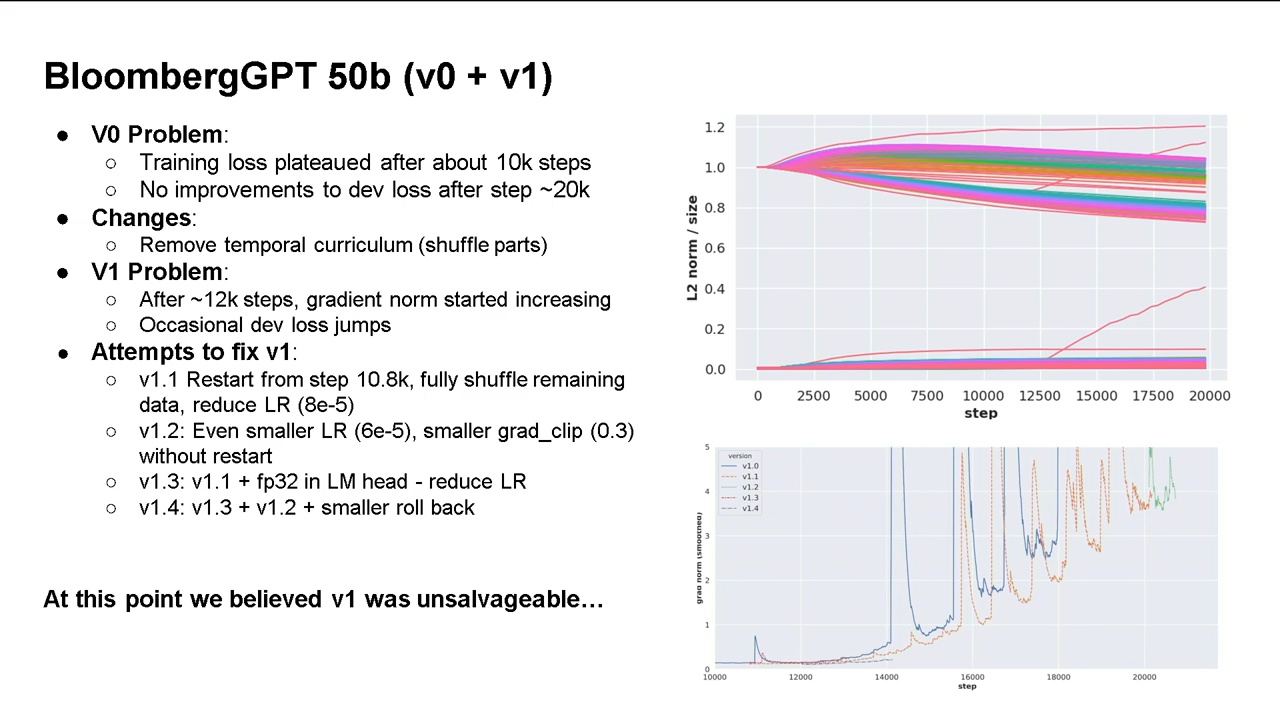 BloombergGPT 50b (v0 + v1)
● V0 Problem:
○ Training loss plateaued after about 10k steps
○ No improvements to dev loss after step ~20k
● Changes:
○ Remove temporal curriculum (shuffle parts)
● V1 Problem:
○ After ~12k steps, gradient norm started increasing
○ Occasional dev loss jumps
● Attempts to fix v1:
○ v1.1 Restart from step 10.8k, fully shuffle remaining
data, reduce LR (8e-5)
○ v1.2: Even smaller LR (6e-5), smaller grad_clip (0.3)
without restart
○ v1.3: v1.1 + fp32 in LM head - reduce LR
○ v1.4: v1.3 + v1.2 + smaller roll back
At this point we believed v1 was unsalvageable…
L2 norm / size
1.2
1.0
0.8
0.6
0.4
0.2
0.0
0 2500 5000 7500 10000 12500 15000 17500 20000
step
grad norm (smoothed)
5
4
3
2
1
0
version
v1.0
v1.1
v1.2
v1.3
v1.4
10000 12000 14000 16000 18000 20000
step